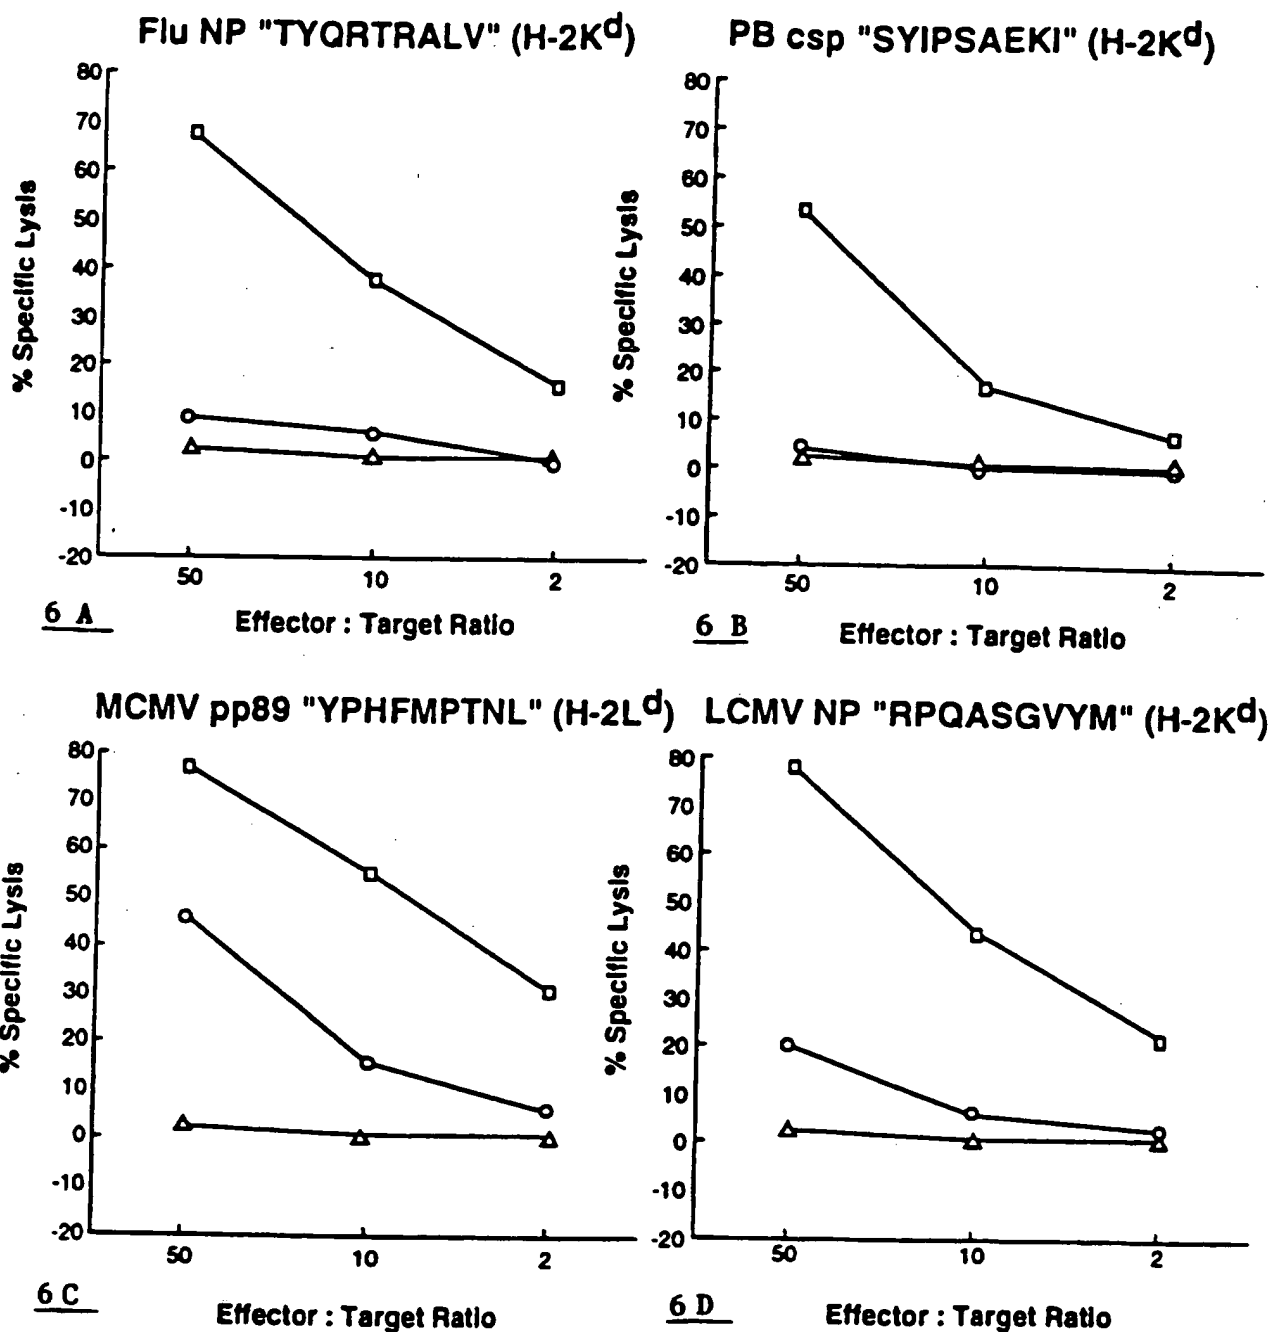 Flu NP "TYQRTRALV" (H-2Kd)
% Specific Lysis
80
70
60
50
40
30
20
10
0
-10
-20
50 10 2
6 A
Effector : Target Ratio
PB csp "SYIPSAEKI" (H-2Kd)
% Specific Lysis
80
70
60
50
40
30
20
10
0
-10
-20
50 10 2
6 B
Effector : Target Ratio
MCMV pp89 "YPHFMPTNL" (H-2Ld)
% Specific Lysis
80
70
60
50
40
30
20
10
0
-10
-20
50 10 2
6 C
Effector : Target Ratio
LCMV NP "RPQASGVYM" (H-2Kd)
% Specific Lysis
80
70
60
50
40
30
20
10
0
-10
-20
50 10 2
6 D
Effector : Target Ratio